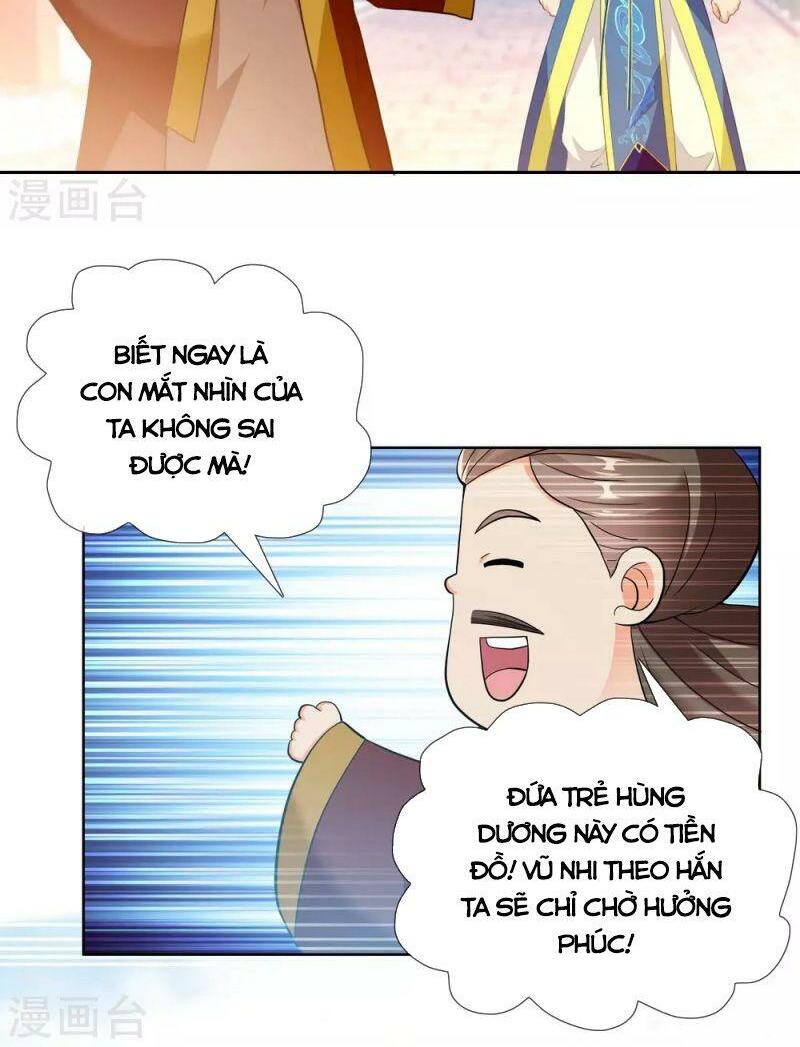 漫画台
BIẾT NGAY LÀ
CON MẮT NHÌN CỦA
TA KHÔNG SAI
ĐƯỢC MÀ!
ĐỨA TRẺ HÙNG
DƯƠNG NÀY CÓ TIỀN
ĐỒ! VŨ NHI THEO HẮN
TA SẼ CHỈ CHỜ HƯỞNG
PHÚC!
漫画台